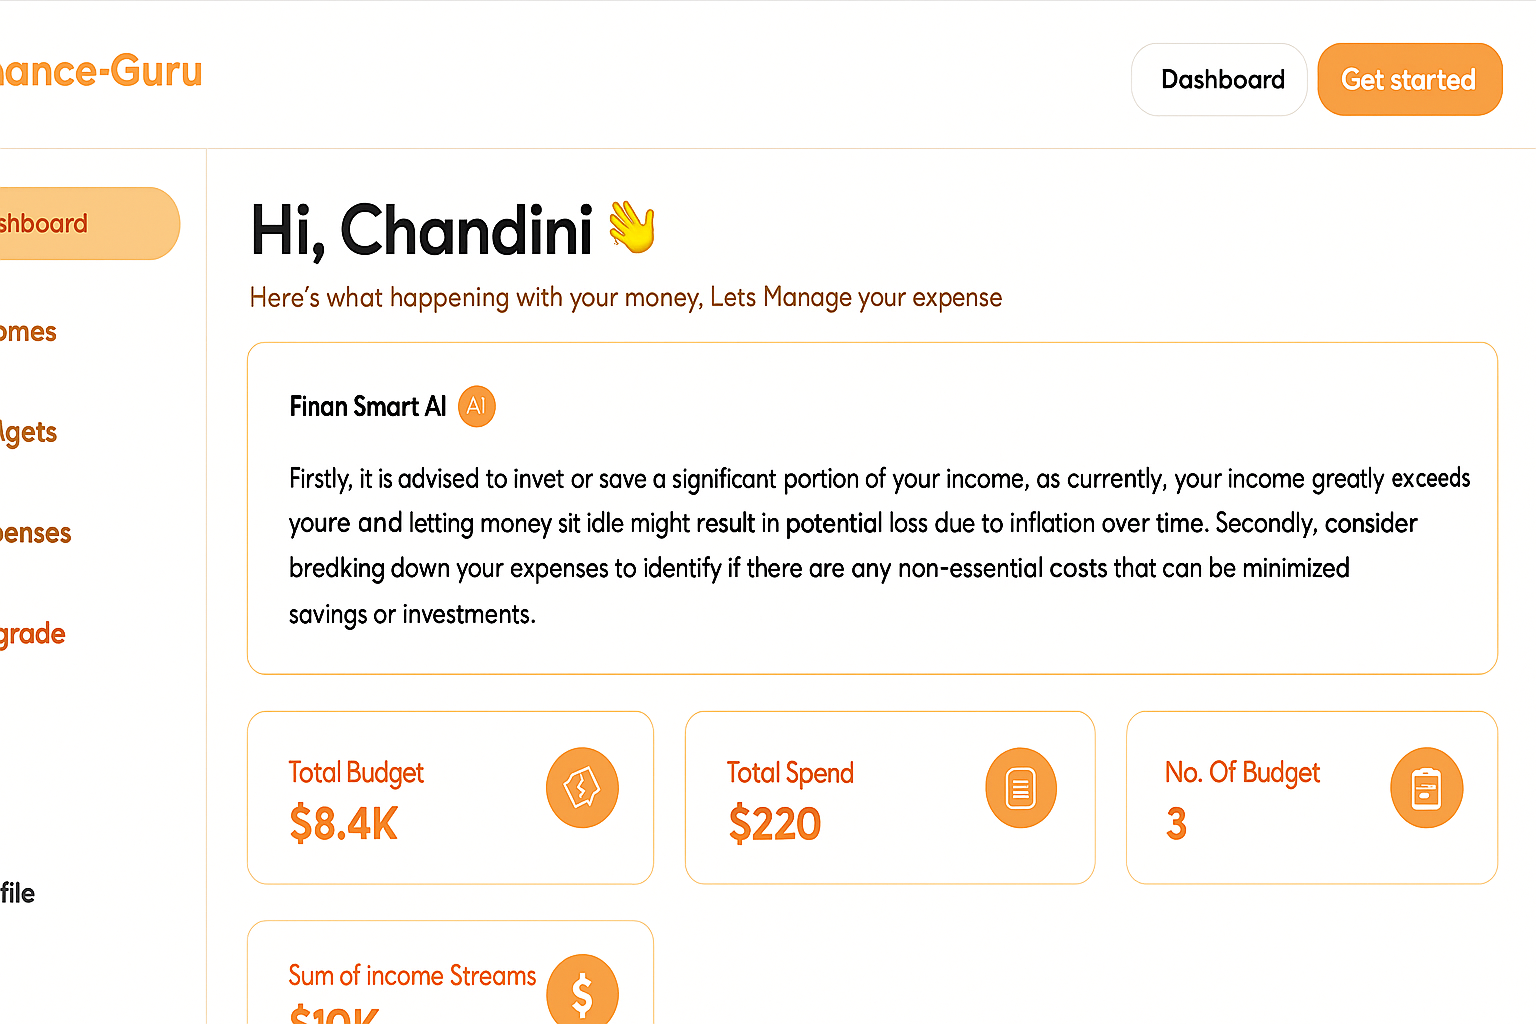 nance-Guru
Dashboard
Get started
shboard
omes
gets
penses
grade
file
Hi, Chandini
Here's what happening with your money, Lets Manage your expense
Finan Smart AI AI
Firstly, it is advised to invet or save a significant portion of your income, as currently, your income greatly exceeds
youre and letting money sit idle might result in potential loss due to inflation over time. Secondly, consider
bredking down your expenses to identify if there are any non-essential costs that can be minimized
savings or investments.
Total Budget
$8.4K
Total Spend
$220
No. Of Budget
3
Sum of income Streams
$10K
$